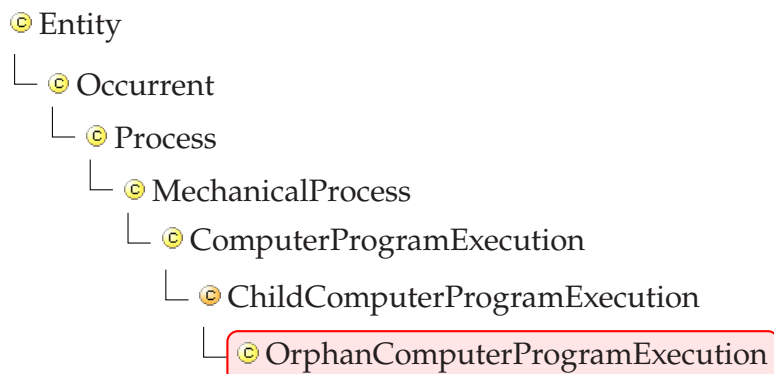 Entity
Occurrent
Process
MechanicalProcess
ComputerProgramExecution
ChildComputerProgramExecution
OrphanComputerProgramExecution